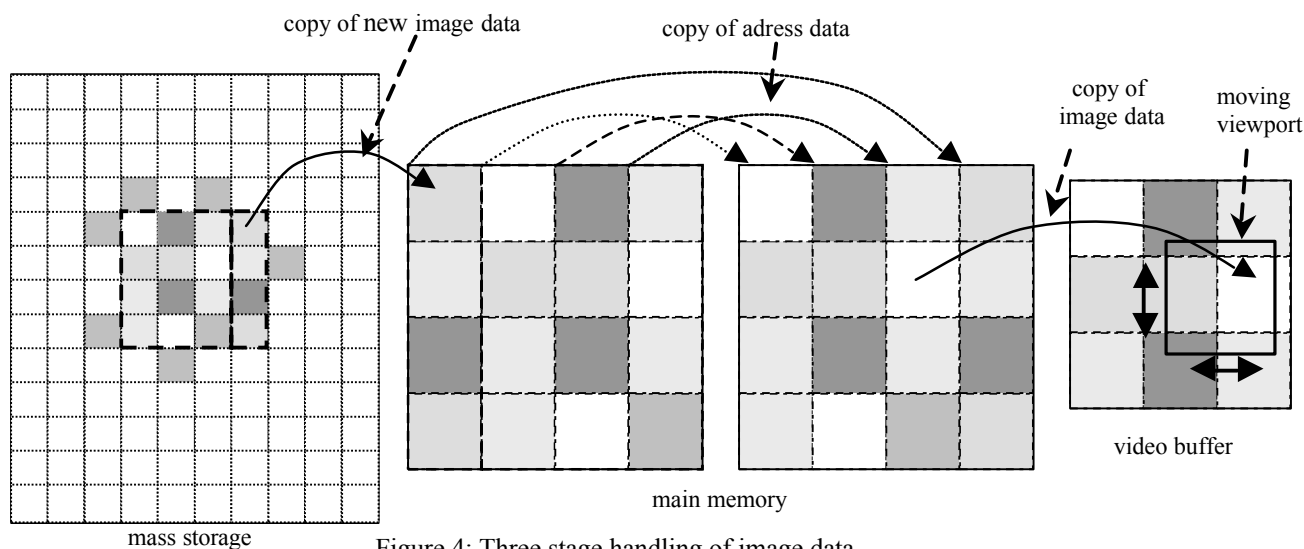 copy of new image data
copy of adress data
copy of
image data
moving
viewport
video buffer
main memory
mass storage
Figure 4: Three stage handling of image data